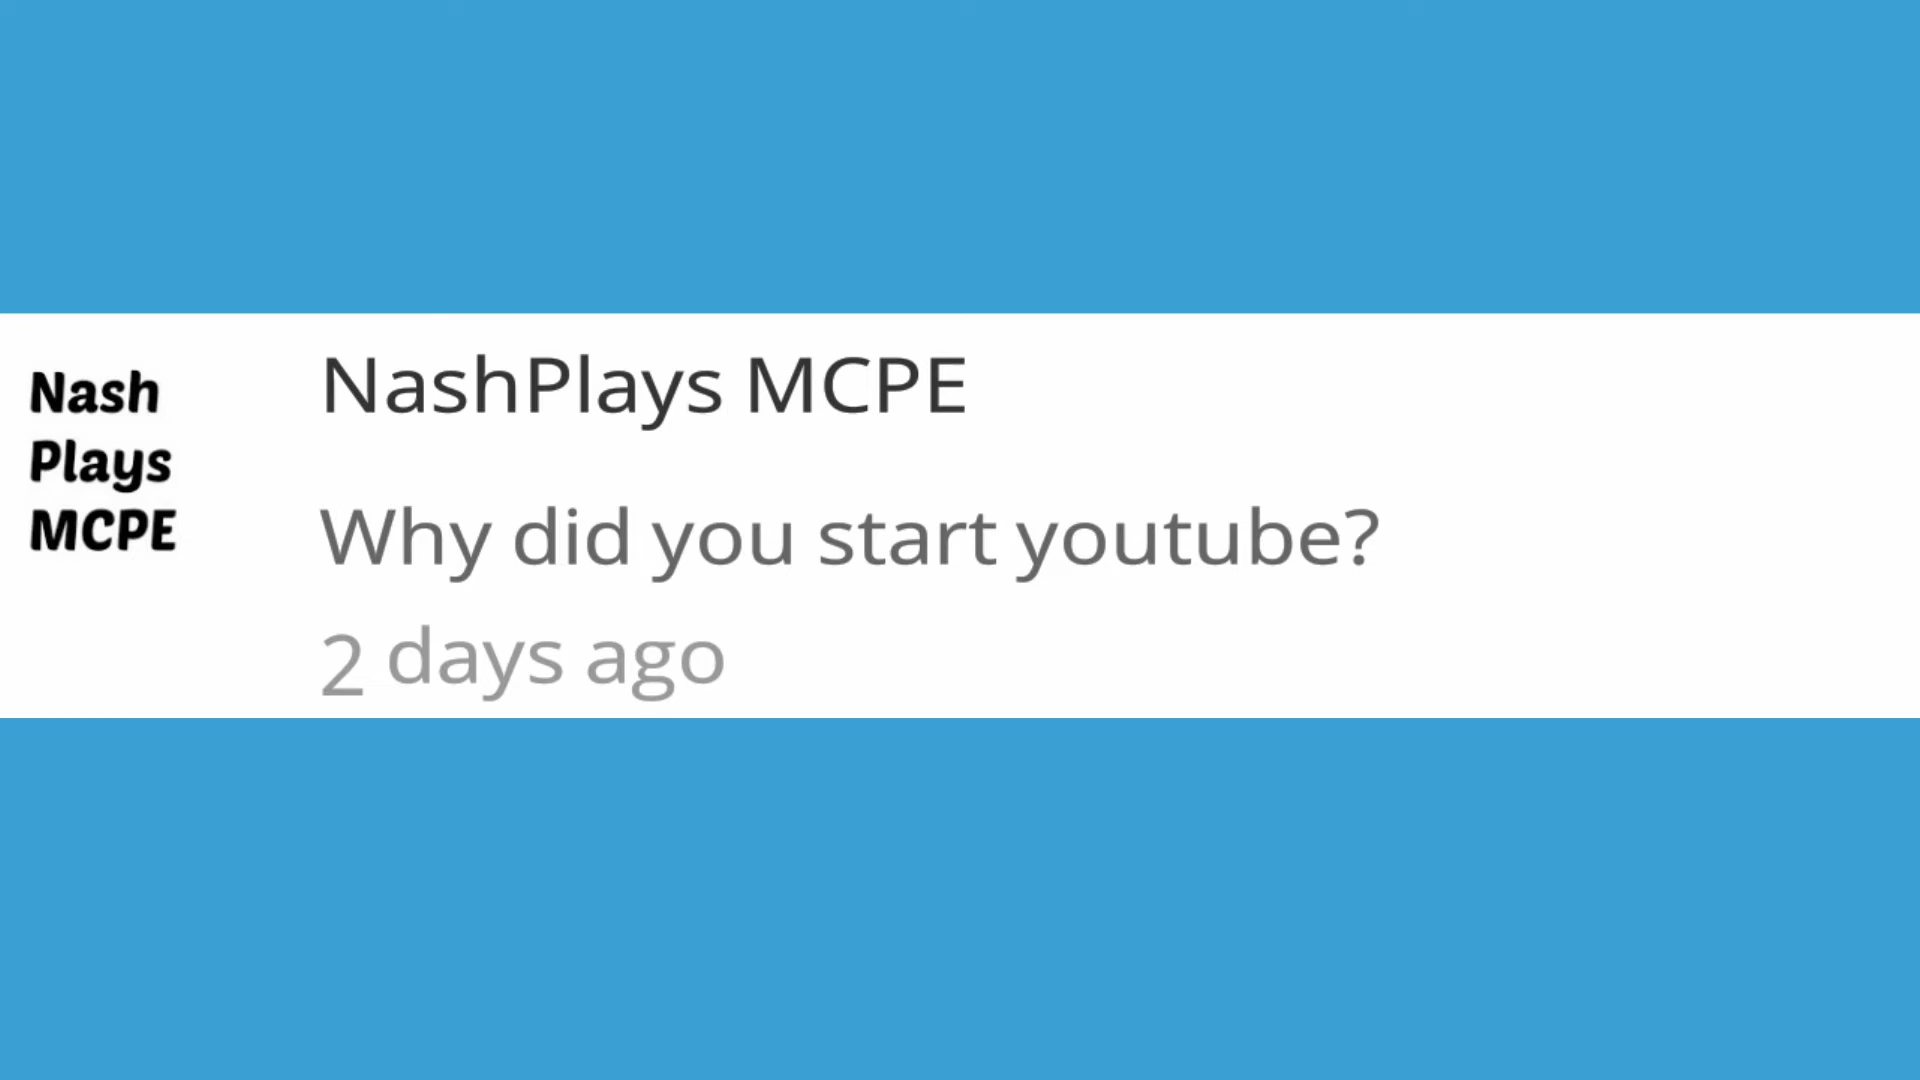 Nash
Plays
MCPE
NashPlays MCPE
Why did you start youtube?
2 days ago